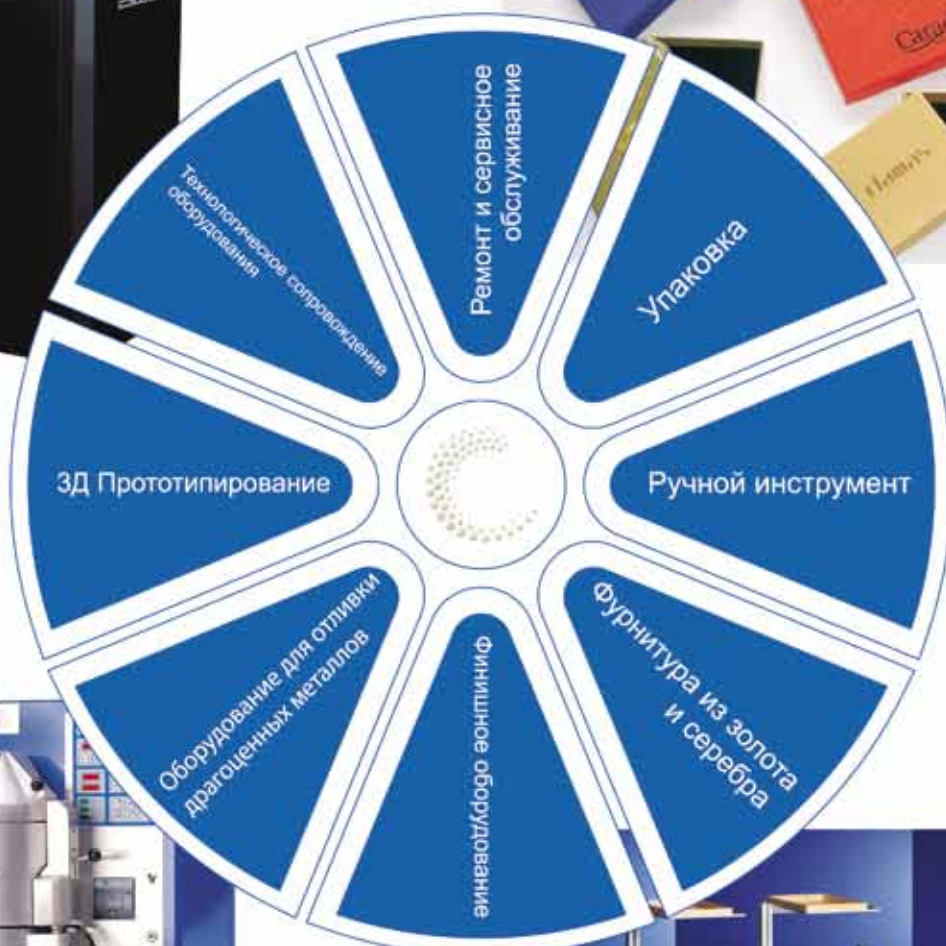 Ремонт и сервисное
обслуживание
Упаковка
Ручной инструмент
Фурнитура из золота
и серебра
Финишное оборудование
Оборудование для отливки
драгоценных металлов
3Д Прототипирование
Технологическое сопровождение
оборудования